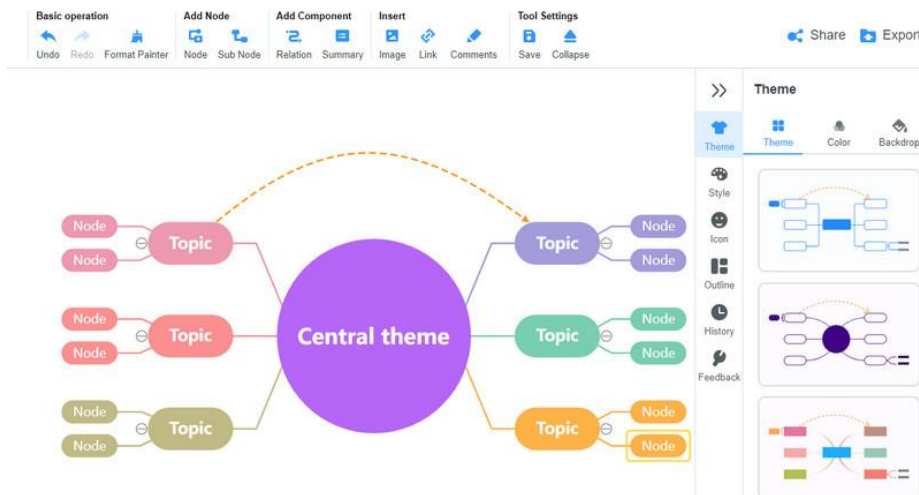 Basic operation Add Node Add Component Insert Tool Settings
Undo Redo Format Painter Node Sub Node Relation Summary Image Link Comments Save Collapse
Share Export
Theme
Theme Color Backdrop
Theme
Style
Icon
Outline
History
Feedback
Node
Node
Topic
Topic
Node
Node
Node
Node
Topic
Central theme
Topic
Node
Node
Node
Node
Topic
Topic
Node
Node